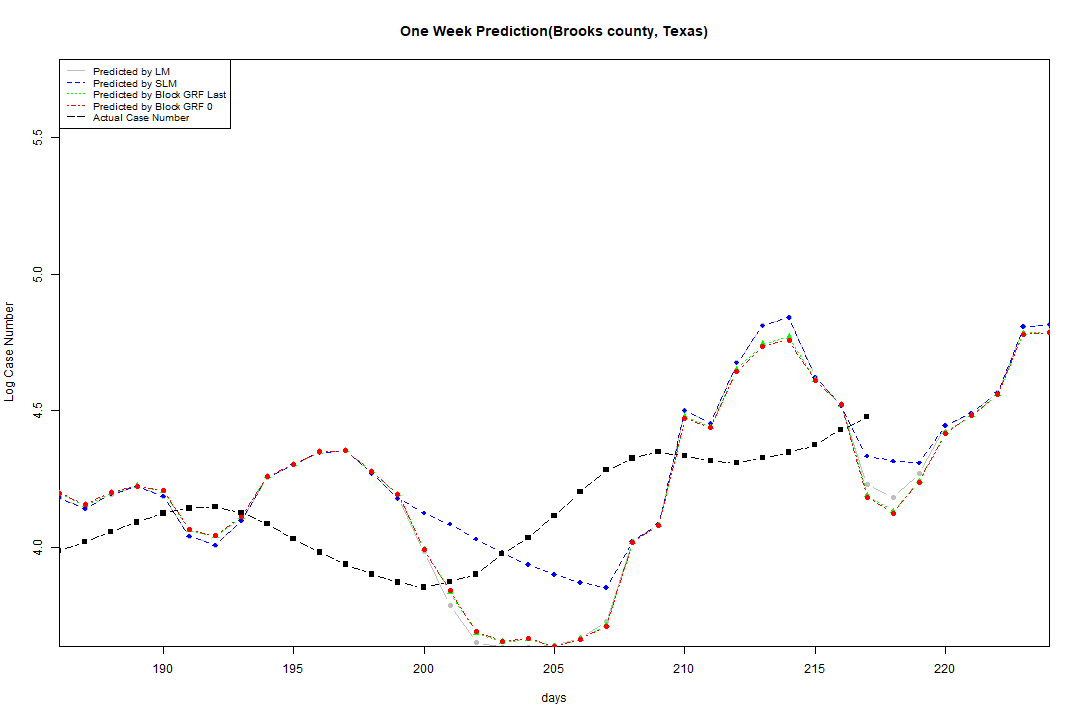 One Week Prediction(Brooks county, Texas)
Predicted by LM
Predicted by SLM
Predicted by Block GRF Last
Predicted by Block GRF 0
Actual Case Number
Log Case Number
5.5
5.0
4.5
4.0
190 195 200 205 210 215 220
days